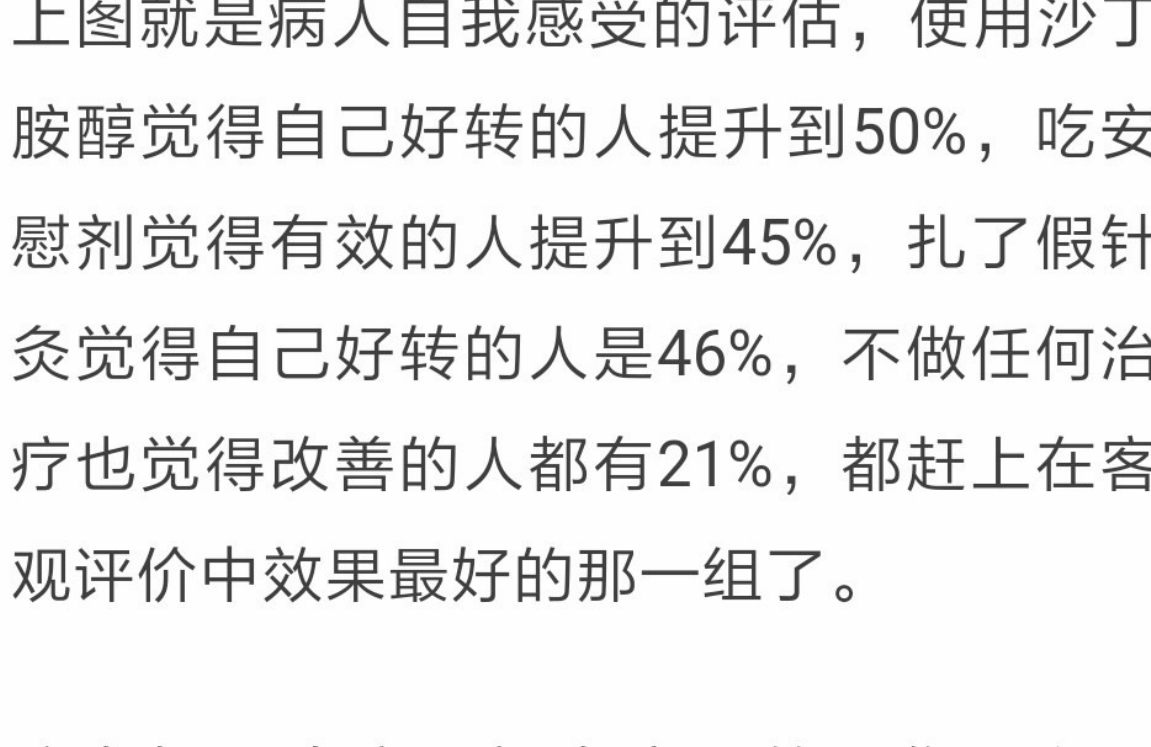 上图就是病人自我感受的评估，使用沙丁
胺醇觉得自己好转的人提升到50%，吃安
慰剂觉得有效的人提升到45%，扎了假针
灸觉得自己好转的人是46%，不做任何治
疗也觉得改善的人都有21%，都赶上在客
观评价中效果最好的那一组了。